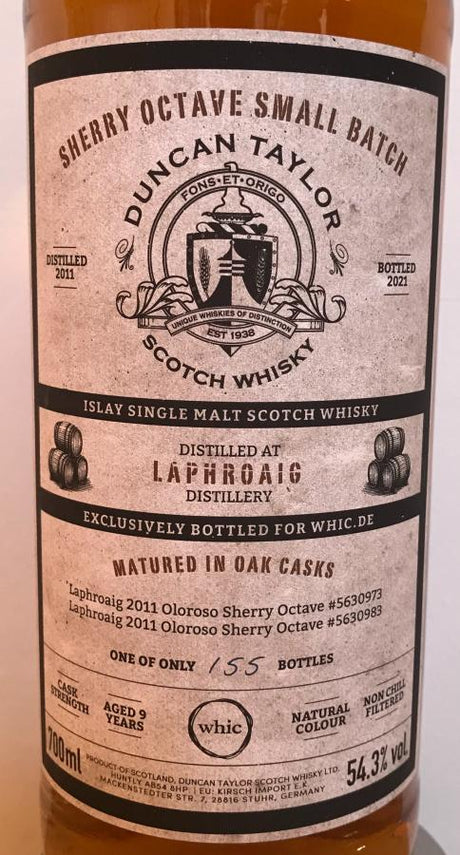 SHERRY OCTAVE SMALL BATCH
DUNCAN TAYLOR
FONS·ET·ORIGO
DISTILLED
2011
BOTTLED
2021
UNIQUE WHISKIES OF DISTINCTION
EST 1938
SCOTCH WHISKY
ISLAY SINGLE MALT SCOTCH WHISKY
DISTILLED AT
LAPHROAIG
DISTILLERY
EXCLUSIVELY BOTTLED FOR WHIC.DE
MATURED IN OAK CASKS
Laphroaig 2011 Oloroso Sherry Octave #5630973
Laphroaig 2011 Oloroso Sherry Octave #5630983
ONE OF ONLY 155 BOTTLES
CASK
STRENGTH
AGED 9
YEARS
whic
NATURAL
COLOUR
NON CHILL
FILTERED
700ml
PRODUCT OF SCOTLAND. DUNCAN TAYLOR SCOTCH WHISKY LTD.
HUNTLY AB54 8HP | EU: KIRSCH IMPORT E.K.
MACKENSTEDTER STR. 7, 28816 STUHR, GERMANY
54.3% vol.